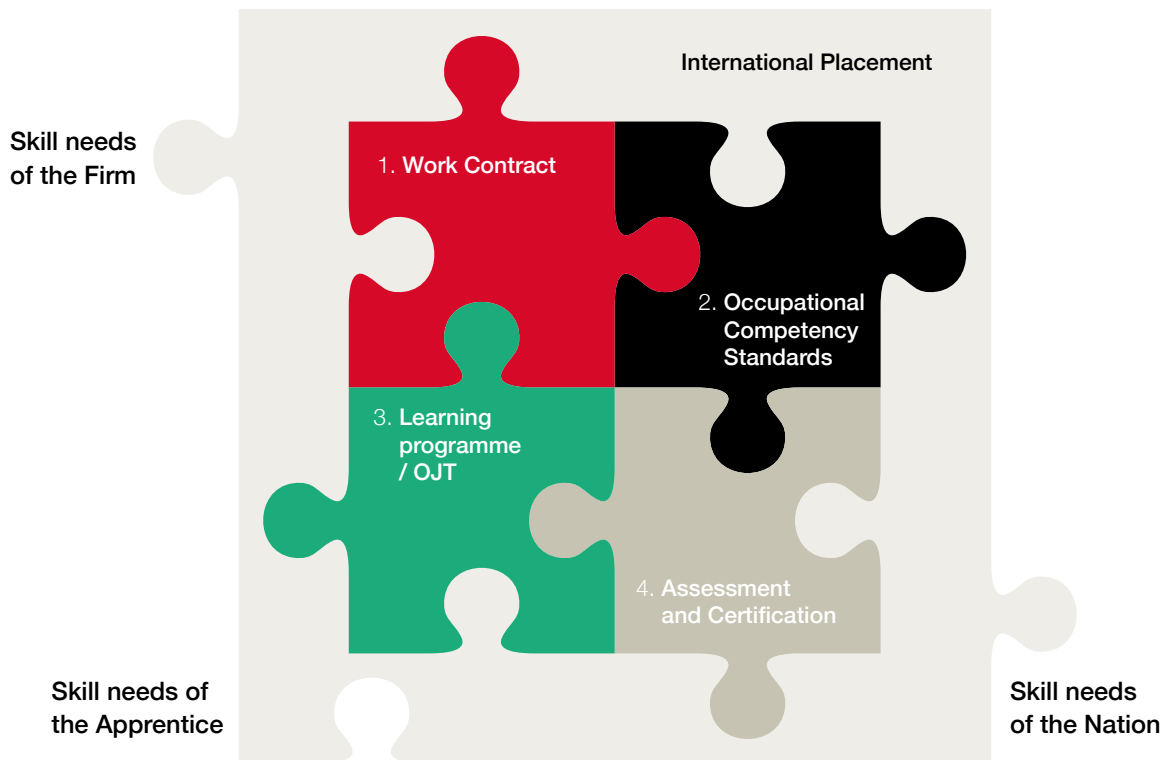 International Placement
Skill needs
of the Firm
1. Work Contract
2. Occupational
Competency
Standards
3. Learning
programme
/ OJT
4. Assessment
and Certification
Skill needs of
the Apprentice
Skill needs
of the Nation